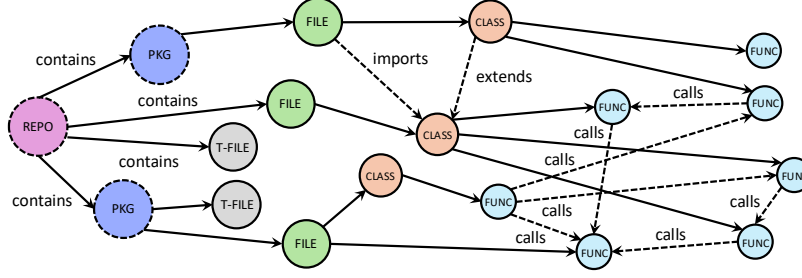 FILE
CLASS
PKG
FUNC
contains
imports
extends
contains
FILE
FUNC
calls
FUNC
REPO
CLASS
calls
T-FILE
contains
calls
CLASS
FUNC
contains
PKG
T-FILE
FUNC
calls
calls
FILE
calls
FUNC
calls
FUNC